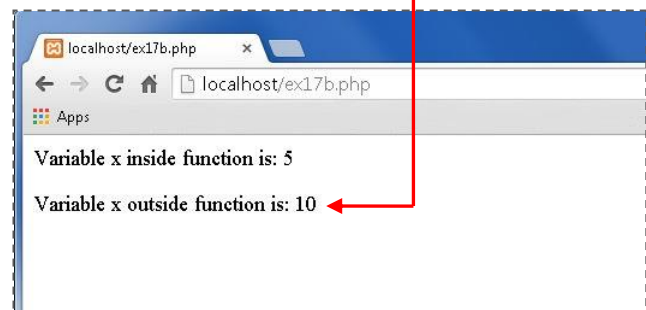 localhost/ex17b.php
localhost/ex17b.php
Apps
Variable x inside function is: 5
Variable x outside function is: 10